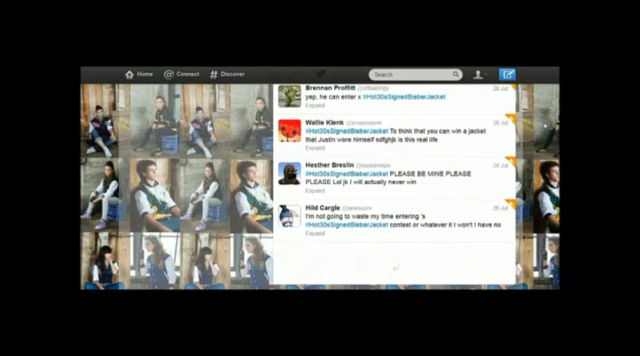 Home @ Connect # Discover Search
Brennan Proffitt 26 Jul
yep, he can enter x #Hot30sSignedBieberJacket
Expand
Wallie Klenk 26 Jul
#Hot30sSignedBieberJacket To think that you can win a jacket
that Justin wore himself sdfghjk is this real life
Expand
Hesther Breslin 26 Jul
#Hot30sSignedBieberJacket PLEASE BE MINE PLEASE
PLEASE Lol jk I will actually never win
Expand
Hild Cargle 26 Jul
I'm not going to waste my time entering 's
#Hot30sSignedBieberJacket contest or whatever it I won't I have no
Expand